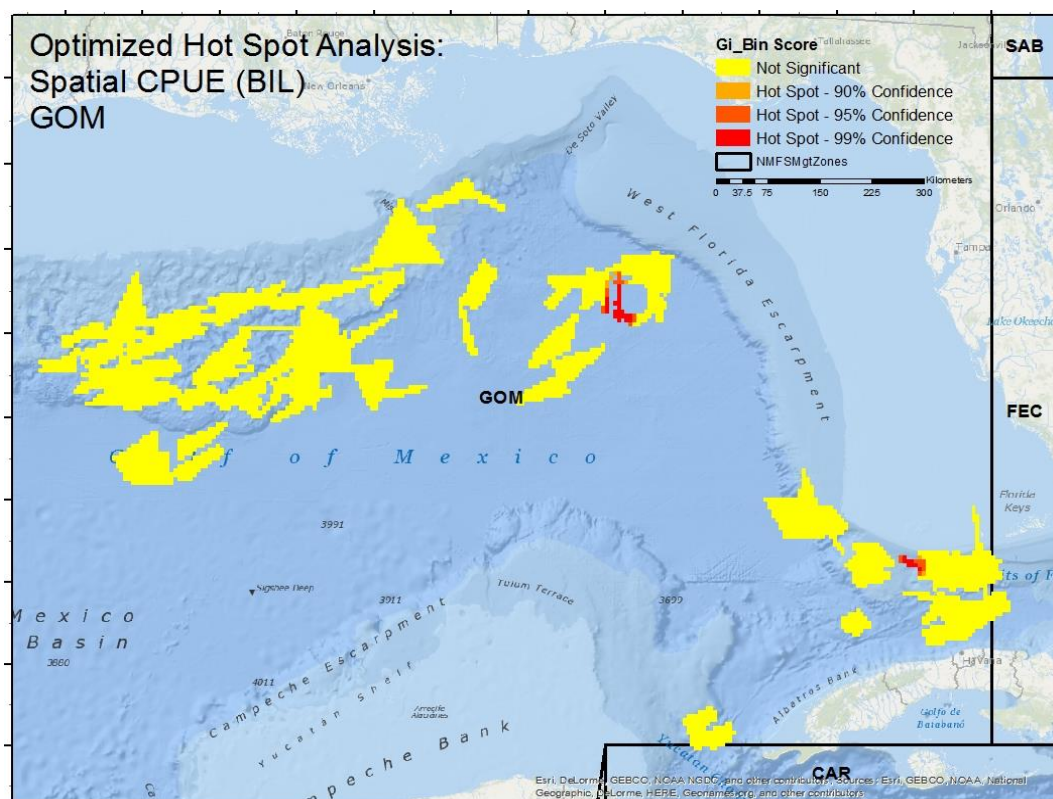 Optimized Hot Spot Analysis:
Spatial CPUE (BIL)
GOM
Baton Rouge
New Orleans
Gi_Bin Score
Not Significant
Hot Spot - 90% Confidence
Hot Spot - 95% Confidence
Hot Spot - 99% Confidence
NMFSMgtZones
Kilometers
0 37.5 75 150 225 300
Tallahassee
SAB
De Soto Valley
West Florida Escarpment
Orlando
Tampa
GOM
FEC
of Mexico
3991
Florida
Keys
Sigsbee Deep
Mexico
Basin
3880
3911
4011
Tulum Terrace
Campeche Escarpment
Yucatán Shelf
Arrecife
Alacranes
Campeche Bank
Albatros Bank
Havana
Golfo de
Batabanó
Yucatan
CAR
Esri, DeLorme, GEBCO, NOAA NGDC, and other contributors, Sources: Esri, GEBCO, NOAA, National
Geographic, DeLorme, HERE, Geonames.org, and other contributors